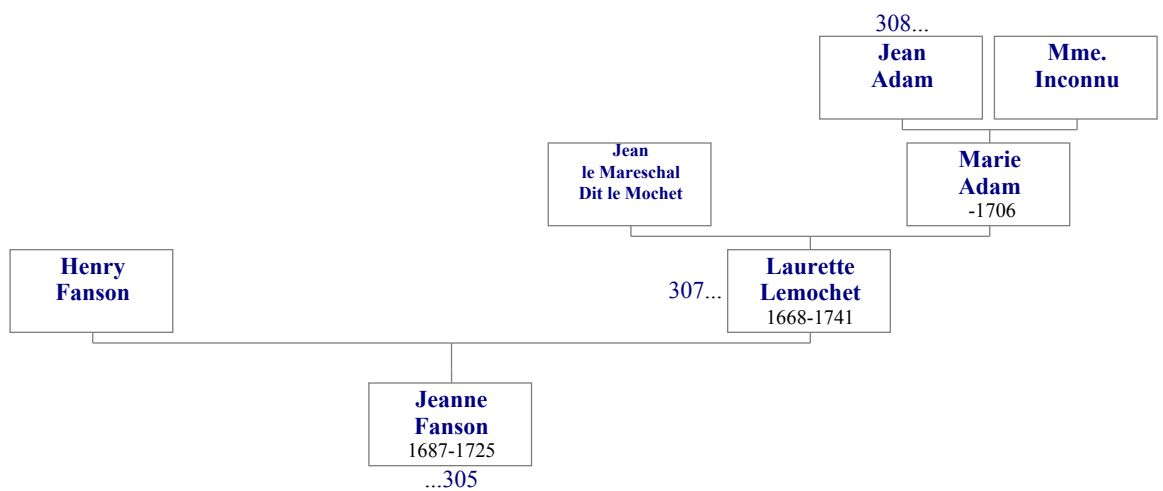 308...
Jean
Adam
Mme.
Inconnu
Jean
le Mareschal
Dit le Mochet
Marie
Adam
-1706
Henry
Fanson
307...
Laurette
Lemochet
1668-1741
Jeanne
Fanson
1687-1725
...305